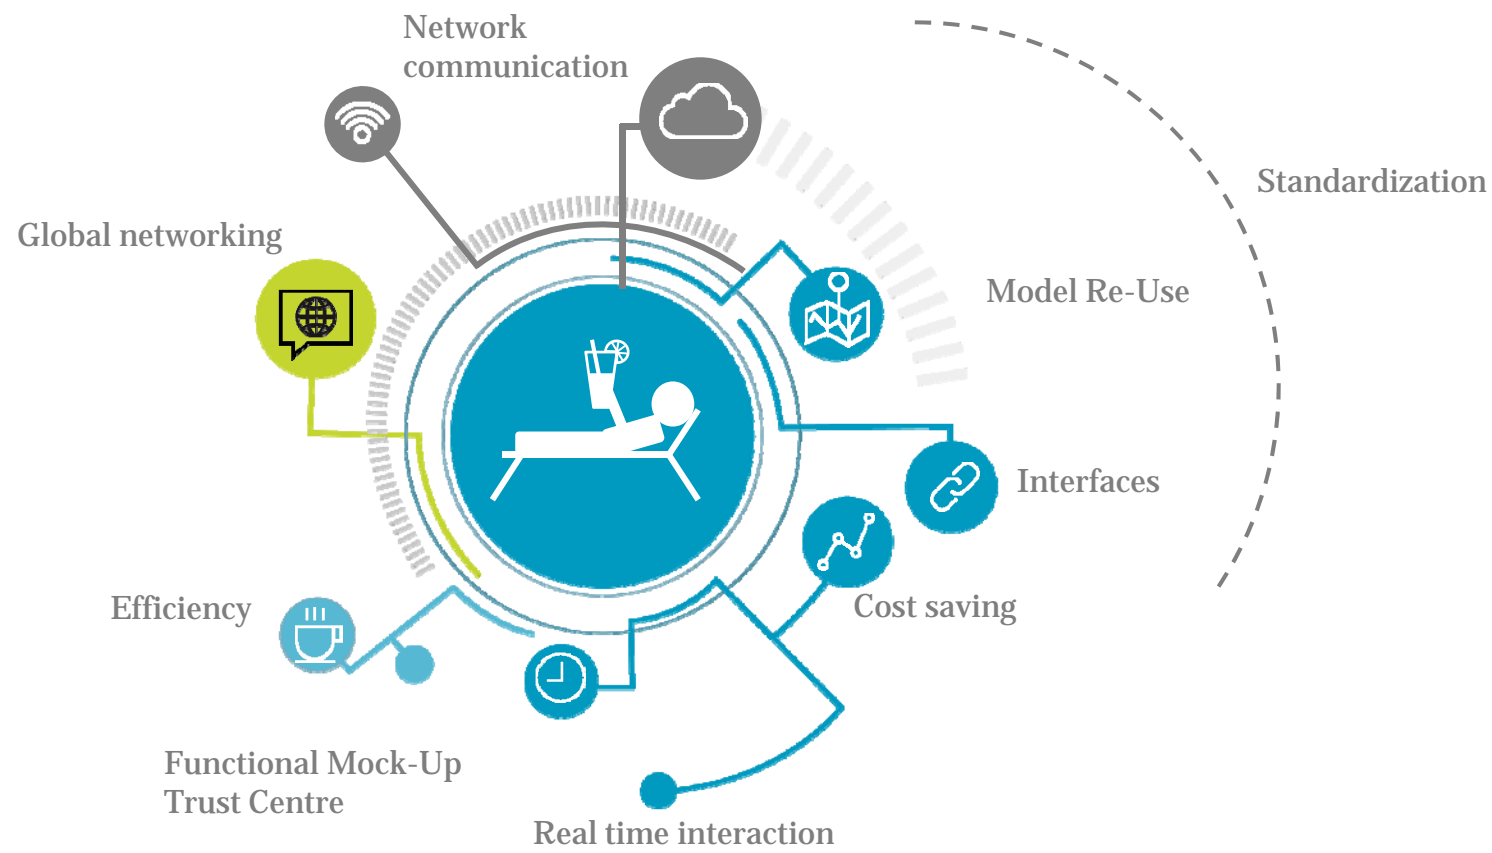 Network
communication
Standardization
Global networking
Model Re-Use
Interfaces
Efficiency
Cost saving
Functional Mock-Up
Trust Centre
Real time interaction